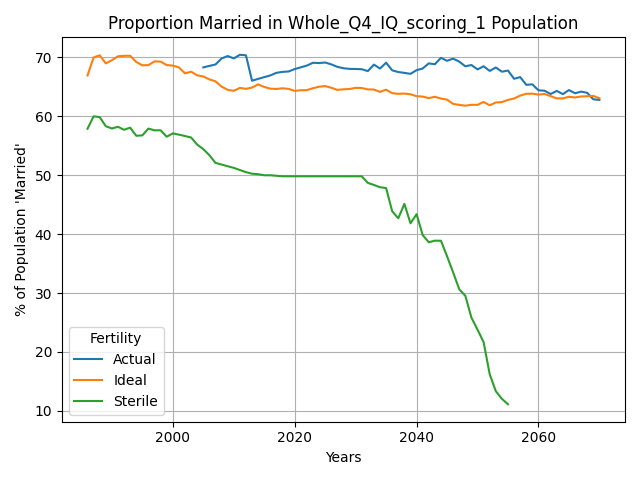 Proportion Married in Whole_Q4_IQ_scoring_1 Population
% of Population 'Married'
70
60
50
40
30
20
10
Fertility
Actual
Ideal
Sterile
2000
2020
2040
2060
Years